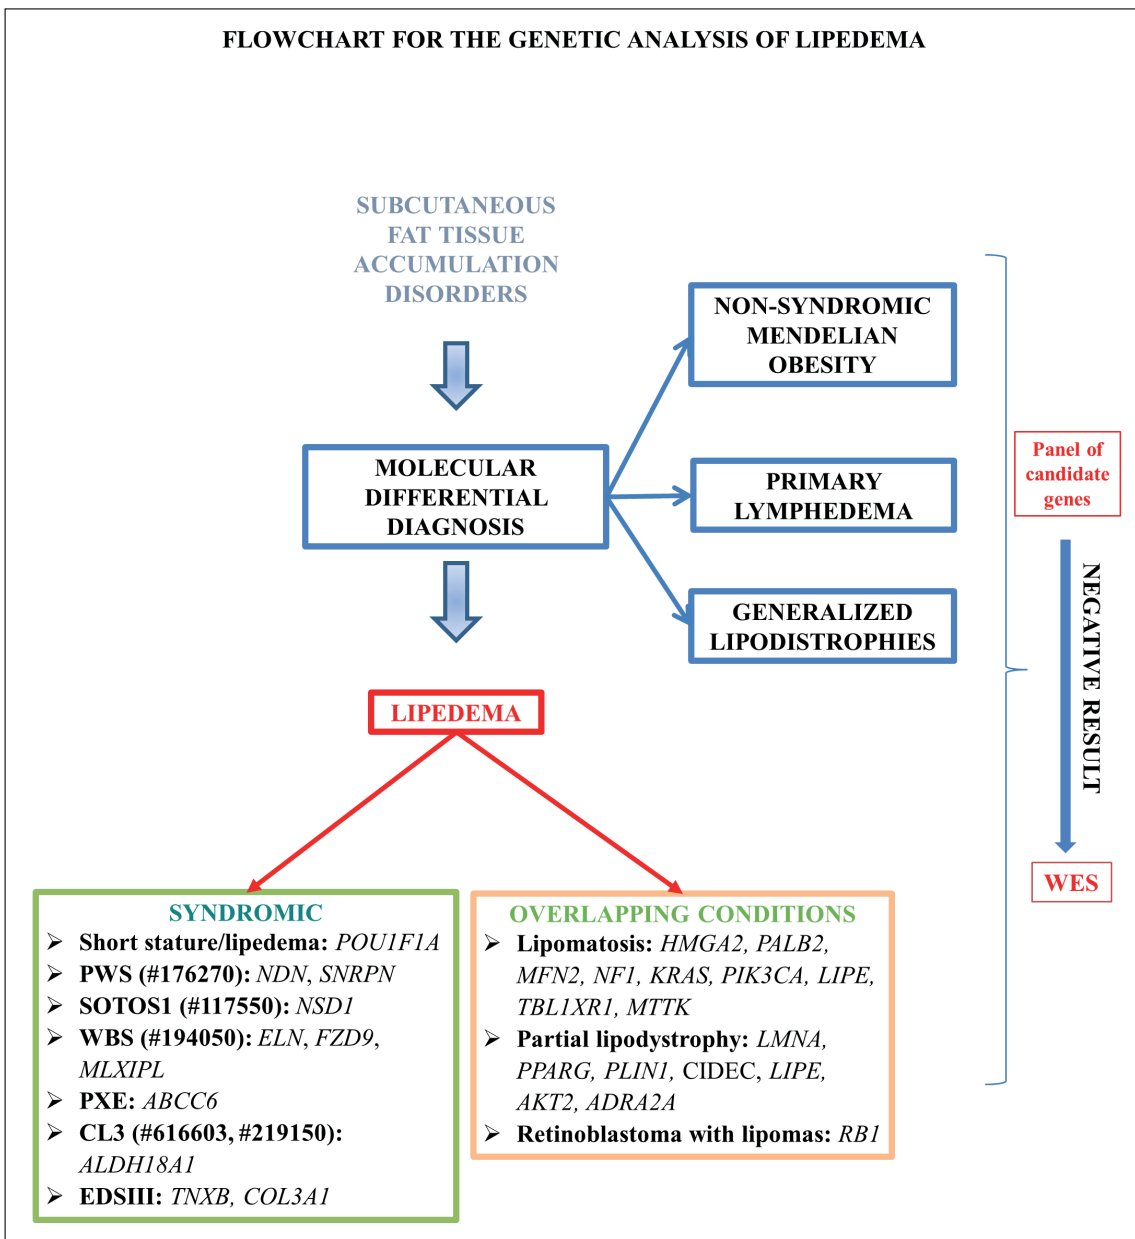 FLOWCHART FOR THE GENETIC ANALYSIS OF LIPEDEMA
SUBCUTANEOUS
FAT TISSUE
ACCUMULATION
DISORDERS
NON-SYNDROMIC
MENDELIAN
OBESITY
MOLECULAR
DIFFERENTIAL
DIAGNOSIS
PRIMARY
LYMPHEDEMA
GENERALIZED
LIPODISTROPHIES
Panel of
candidate
genes
NEGATIVE RESULT
WES
LIPEDEMA
SYNDROMIC
➢ Short stature/lipedema: POU1F1A
➢ PWS (#176270): NDN, SNRPN
➢ SOTOS1 (#117550): NSD1
➢ WBS (#194050): ELN, FZD9,
MLXIPL
➢ PXE: ABCC6
➢ CL3 (#616603, #219150):
ALDH18A1
➢ EDSIII: TNXB, COL3A1
OVERLAPPING CONDITIONS
➢ Lipomatosis: HMGA2, PALB2,
MFN2, NF1, KRAS, PIK3CA, LIPE,
TBL1XR1, MTTK
➢ Partial lipodystrophy: LMNA,
PPARG, PLIN1, CIDEC, LIPE,
AKT2, ADRA2A
➢ Retinoblastoma with lipomas: RB1